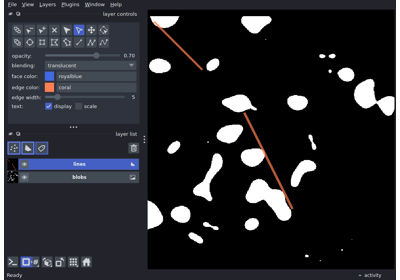 File View Layers Plugins Window Help
layer controls
opacity: 0.70
blending: translucent
face color: royalblue
edge color: coral
edge width: 5
text: display scale
layer list
lines
blobs
Ready activity